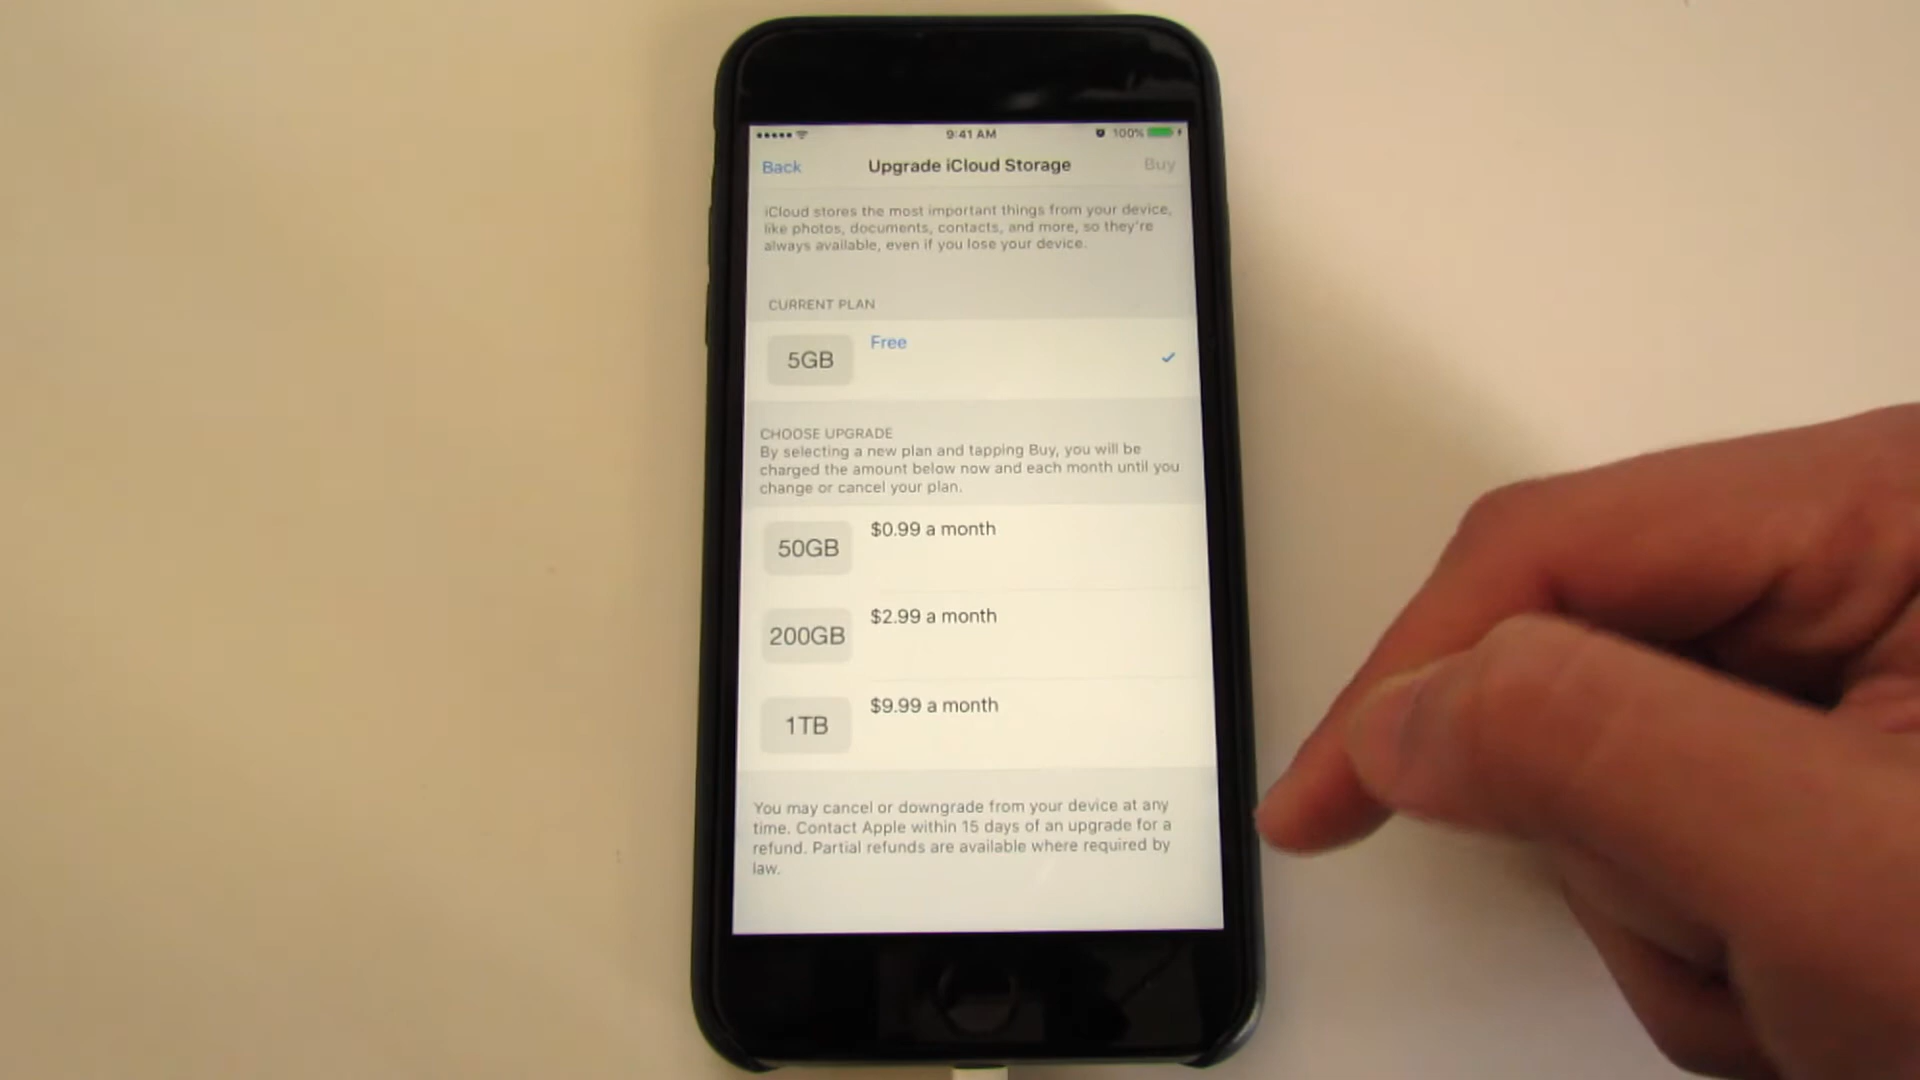 9:41 AM
100%
Back
Upgrade iCloud Storage
Buy
iCloud stores the most important things from your device,
like photos, documents, contacts, and more, so they're
always available, even if you lose your device.
CURRENT PLAN
5GB
Free
CHOOSE UPGRADE
By selecting a new plan and tapping Buy, you will be
charged the amount below now and each month until you
change or cancel your plan.
50GB
$0.99 a month
200GB
$2.99 a month
1TB
$9.99 a month
You may cancel or downgrade from your device at any
time. Contact Apple within 15 days of an upgrade for a
refund. Partial refunds are available where required by
law.